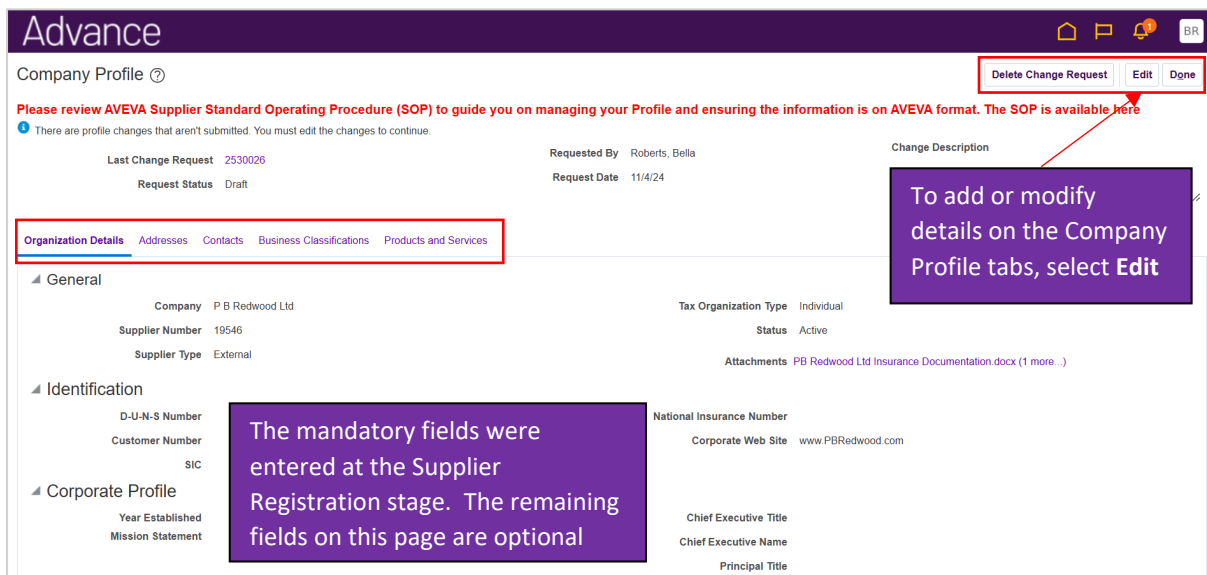 Advance
1
BR
Company Profile ?
Delete Change Request
Edit
Done
Please review AVEVA Supplier Standard Operating Procedure (SOP) to guide you on managing your Profile and ensuring the information is on AVEVA format. The SOP is available here
There are profile changes that aren't submitted. You must edit the changes to continue.
Last Change Request 2530026
Request Status Draft
Requested By Roberts, Bella
Request Date 11/4/24
Change Description
To add or modify
details on the Company
Profile tabs, select Edit
Organization Details Addresses Contacts Business Classifications Products and Services
General
Company P B Redwood Ltd
Supplier Number 19546
Supplier Type External
Tax Organization Type Individual
Status Active
Attachments PB Redwood Ltd Insurance Documentation.docx (1 more...)
Identification
D-U-N-S Number
Customer Number
SIC
National Insurance Number
Corporate Web Site www.PBRedwood.com
The mandatory fields were
entered at the Supplier
Registration stage. The remaining
fields on this page are optional
Corporate Profile
Year Established
Mission Statement
Chief Executive Title
Chief Executive Name
Principal Title